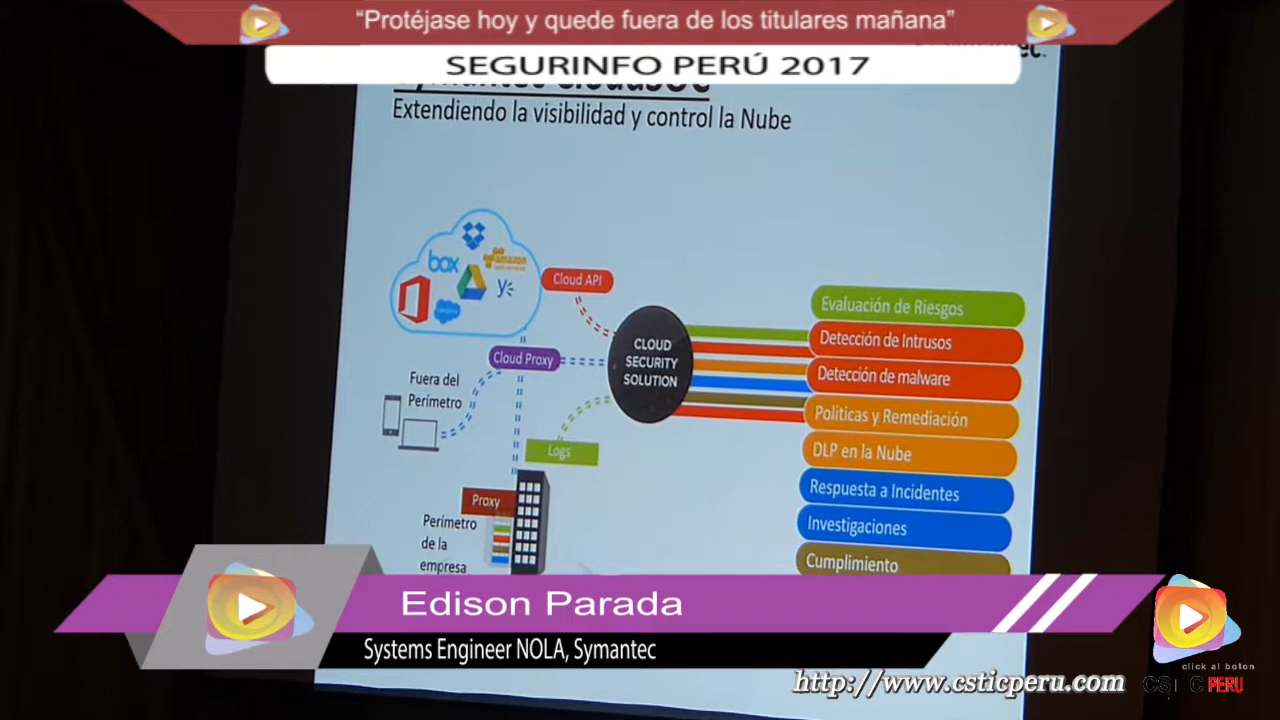 “Protéjase hoy y quede fuera de los titulares mañana”
SEGURINFO PERÚ 2017
Extendiendo la visibilidad y control la Nube
box
amazon
Cloud API
Cloud Proxy
Fuera del
Perímetro
Logs
Proxy
Perímetro
de la
empresa
CLOUD
SECURITY
SOLUTION
Evaluación de Riesgos
Detección de Intrusos
Detección de malware
Políticas y Remediación
DLP en la Nube
Respuesta a Incidentes
Investigaciones
Cumplimiento
Edison Parada
Systems Engineer NOLA, Symantec
http://www.csticperu.com
click al boton
CSTIC PERU